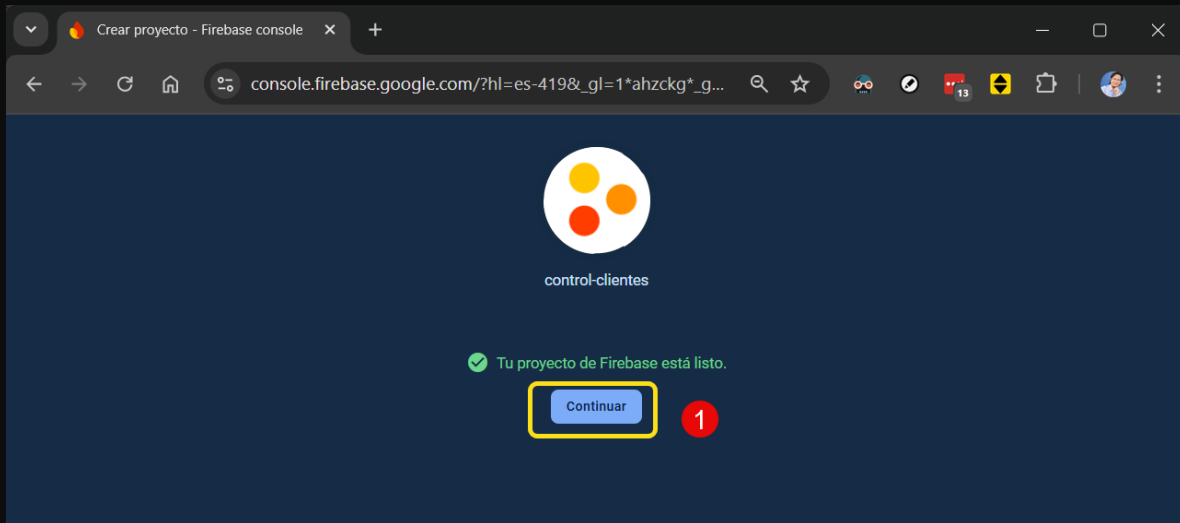 Crear proyecto - Firebase console
console.firebase.google.com/?hl=es-419&_gl=1*ahzckg*_g...
13
control-clientes
Tu proyecto de Firebase está listo.
Continuar
1